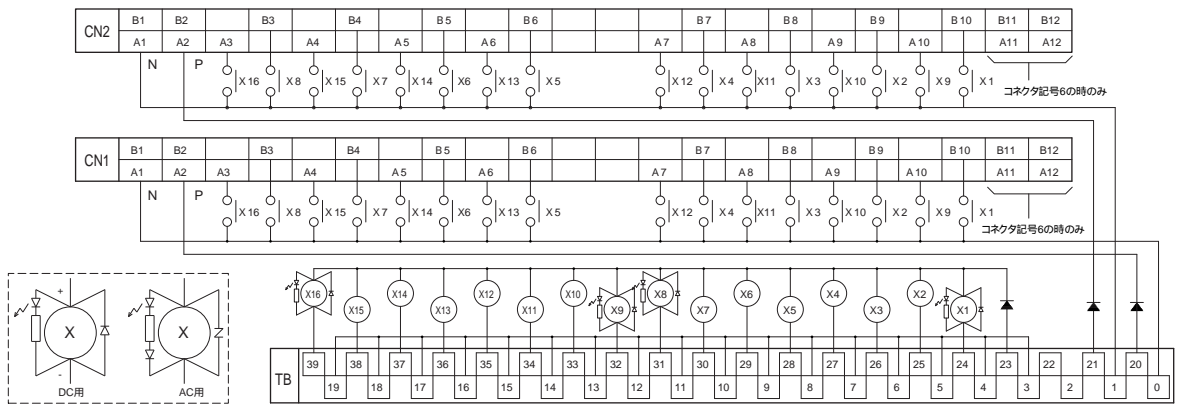 CN2
B1 B2 B3 B4 B5 B6 B7 B8 B9 B10 B11 B12
A1 A2 A3 A4 A5 A6 A7 A8 A9 A10 A11 A12
N P X16 X8 X15 X7 X14 X6 X13 X5 X12 X4 X11 X3 X10 X2 X9 X1
コネクタ記号6の時のみ
CN1
B1 B2 B3 B4 B5 B6 B7 B8 B9 B10 B11 B12
A1 A2 A3 A4 A5 A6 A7 A8 A9 A10 A11 A12
N P X16 X8 X15 X7 X14 X6 X13 X5 X12 X4 X11 X3 X10 X2 X9 X1
コネクタ記号6の時のみ
X16 X14 X12 X10 X8 X6 X4 X2
X15 X13 X11 X9 X7 X5 X3 X1
+
X X
-
DC用 AC用
TB
39 38 37 36 35 34 33 32 31 30 29 28 27 26 25 24 23 22 21 20
19 18 17 16 15 14 13 12 11 10 9 8 7 6 5 4 3 2 1 0